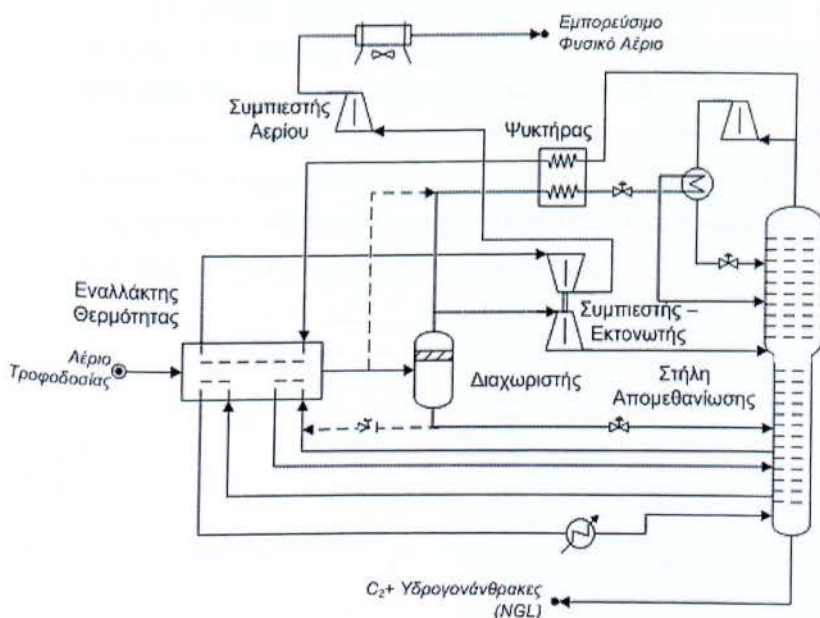 Εμπορεύσιμο
Φυσικό Αέριο
Συμπιεστής
Αερίου
Ψυκτήρας
Εναλλάκτης
Θερμότητας
Συμπιεστής –
Εκτονωτής
Αέριο
Τροφοδοσίας
Διαχωριστής
Στήλη
Απομεθανίωσης
C₂+ Υδρογονάνθρακες
(NGL)